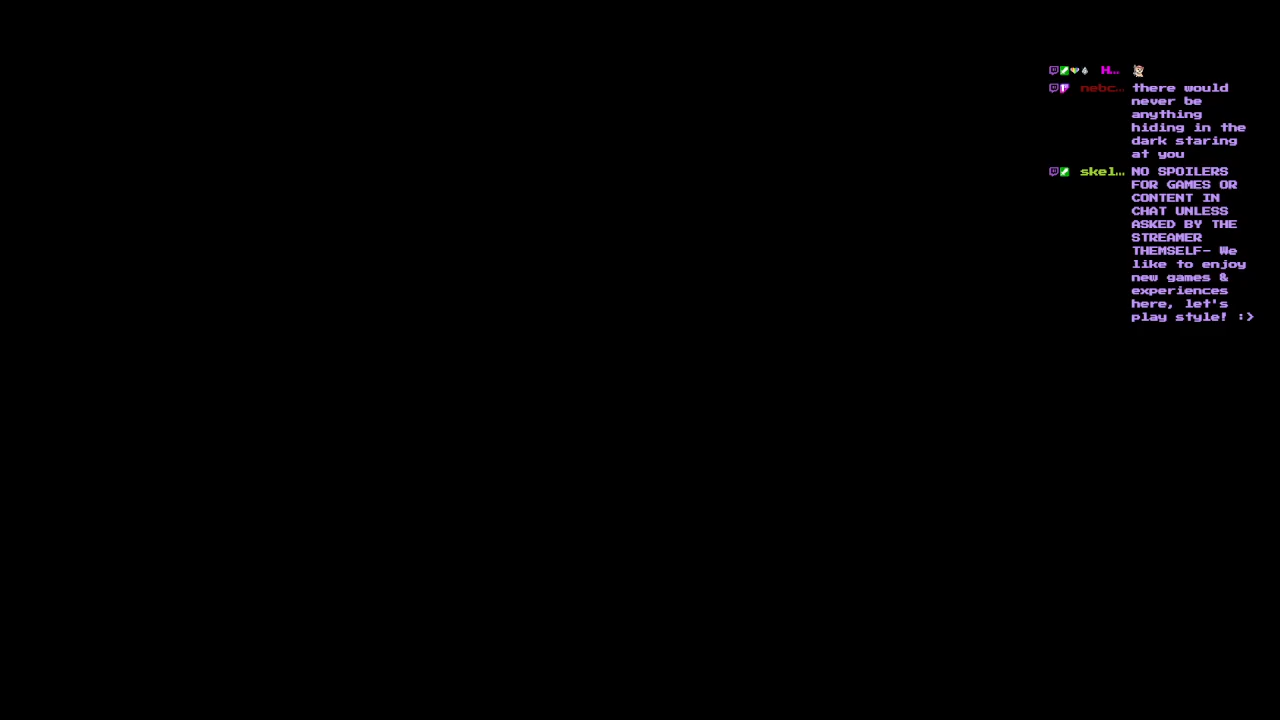 H...
nebc... there would
never be
anything
hiding in the
dark staring
at you
skel... NO SPOILERS
FOR GAMES OR
CONTENT IN
CHAT UNLESS
ASKED BY THE
STREAMER
THEMSELF- We
like to enjoy
new games &
experiences
here, let's
play style! :>